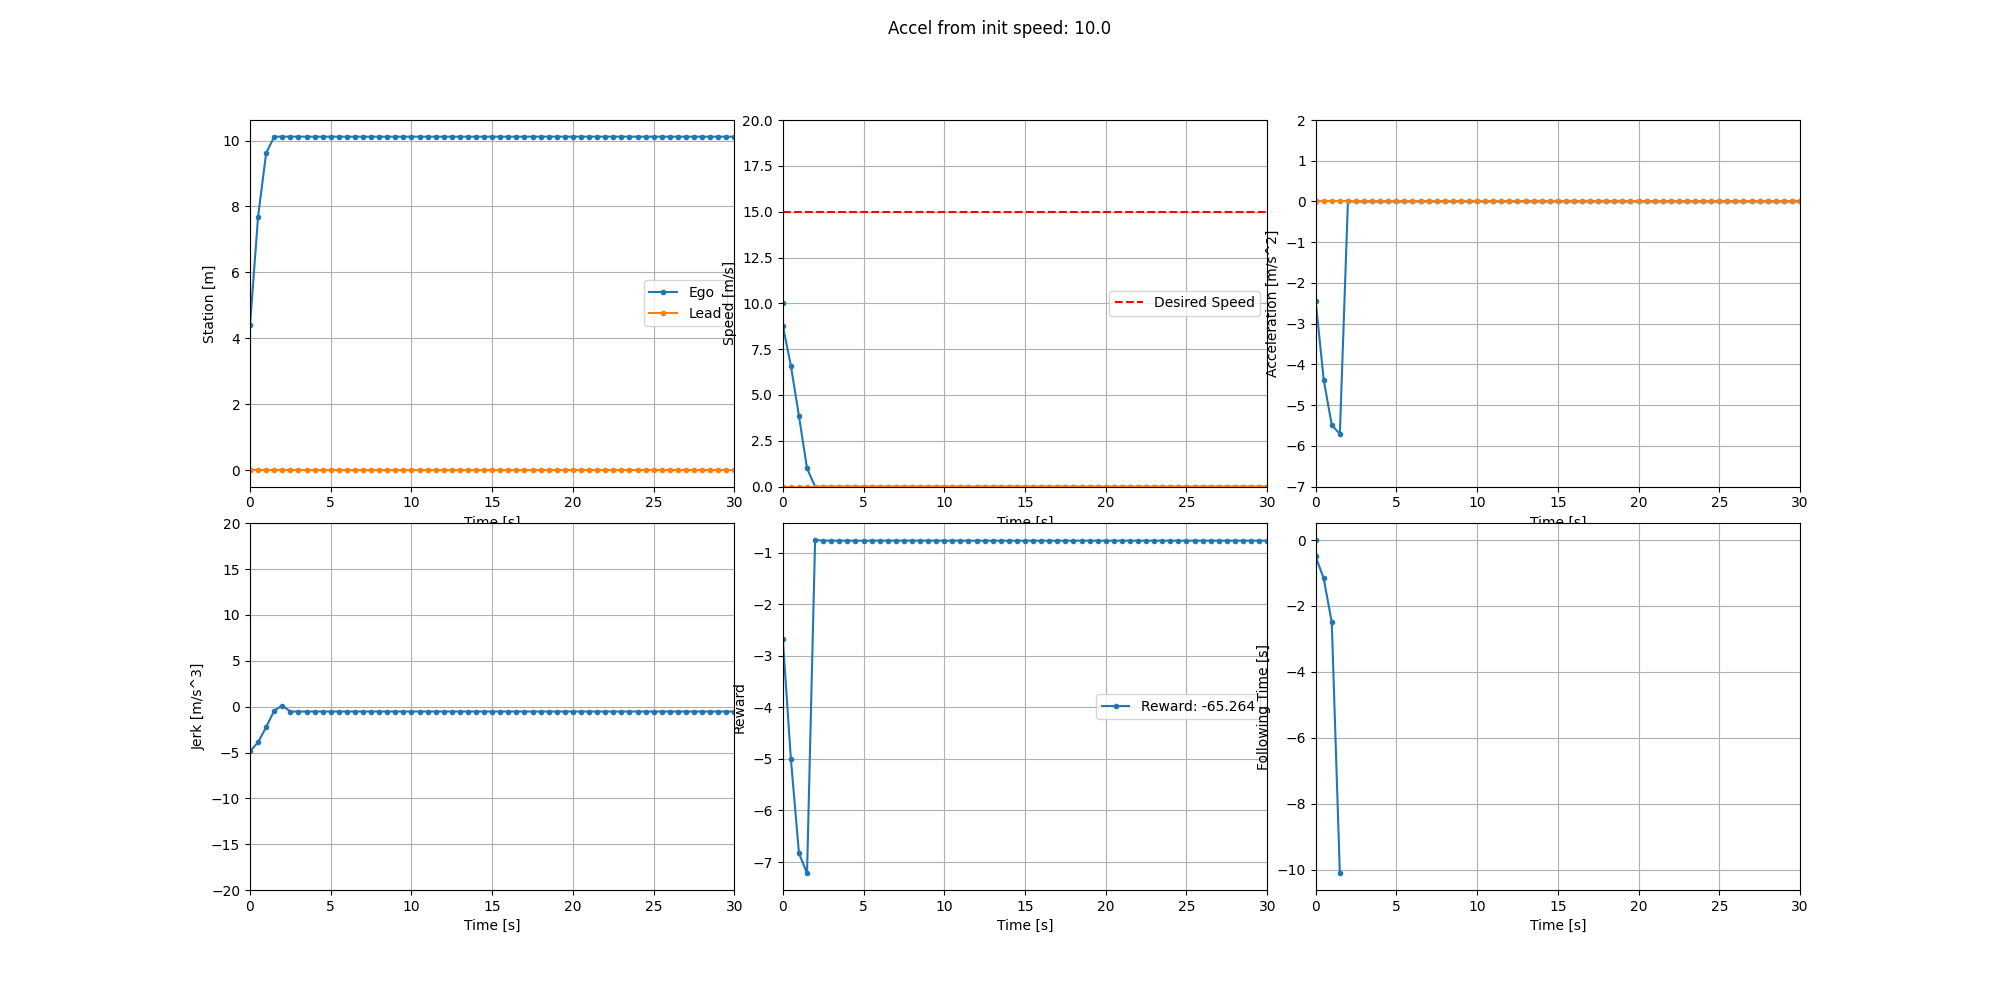 Accel from init speed: 10.0
Station [m]
10
8
6
4
2
0
Ego
Lead
0 5 10 15 20 25 30
Time [s]
Speed [m/s]
20.0
17.5
15.0
12.5
10.0
7.5
5.0
2.5
0.0
Desired Speed
0 5 10 15 20 25 30
Time [s]
Acceleration [m/s^2]
2
1
0
−1
−2
−3
−4
−5
−6
−7
0 5 10 15 20 25 30
Time [s]
Jerk [m/s^3]
20
15
10
5
0
−5
−10
−15
−20
0 5 10 15 20 25 30
Time [s]
Reward
−1
−2
−3
−4
−5
−6
−7
Reward: -65.264
0 5 10 15 20 25 30
Time [s]
Following Time [s]
0
−2
−4
−6
−8
−10
0 5 10 15 20 25 30
Time [s]